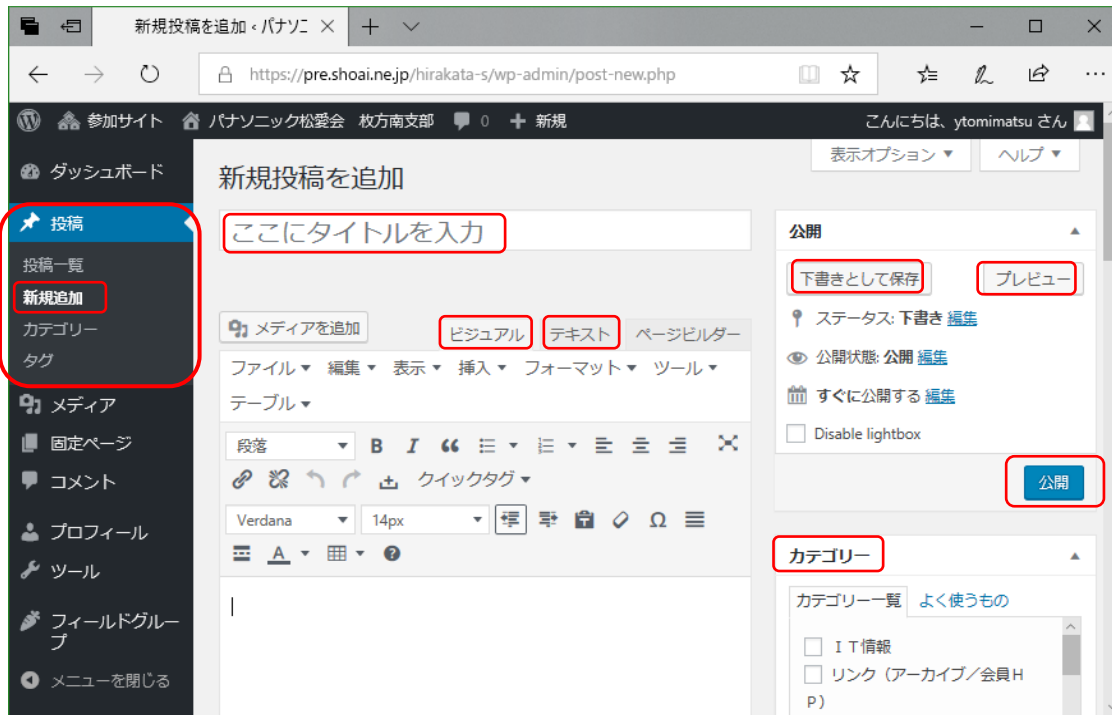 新規投稿を追加 ‹ パナソニ
https://pre.shoai.ne.jp/hirakata-s/wp-admin/post-new.php
参加サイト パナソニック松愛会 枚方南支部 0 新規 こんにちは、ytomimatsu さん
表示オプション ▼ ヘルプ ▼
ダッシュボード
投稿
投稿一覧
新規追加
カテゴリー
タグ
メディア
固定ページ
コメント
プロフィール
ツール
フィールドグルー
プ
メニューを閉じる
新規投稿を追加
ここにタイトルを入力
メディアを追加
ビジュアル テキスト ページビルダー
ファイル ▼ 編集 ▼ 表示 ▼ 挿入 ▼ フォーマット ▼ ツール ▼
テーブル ▼
段落 ▼ B I
クイックタグ ▼
Verdana ▼ 14px ▼ Ω
A ▼ ▼
公開
下書きとして保存 プレビュー
ステータス: 下書き 編集
公開状態: 公開 編集
すぐに公開する 編集
Disable lightbox
公開
カテゴリー
カテゴリー一覧 よく使うもの
ＩＴ情報
リンク（アーカイブ／会員Ｈ
Ｐ）